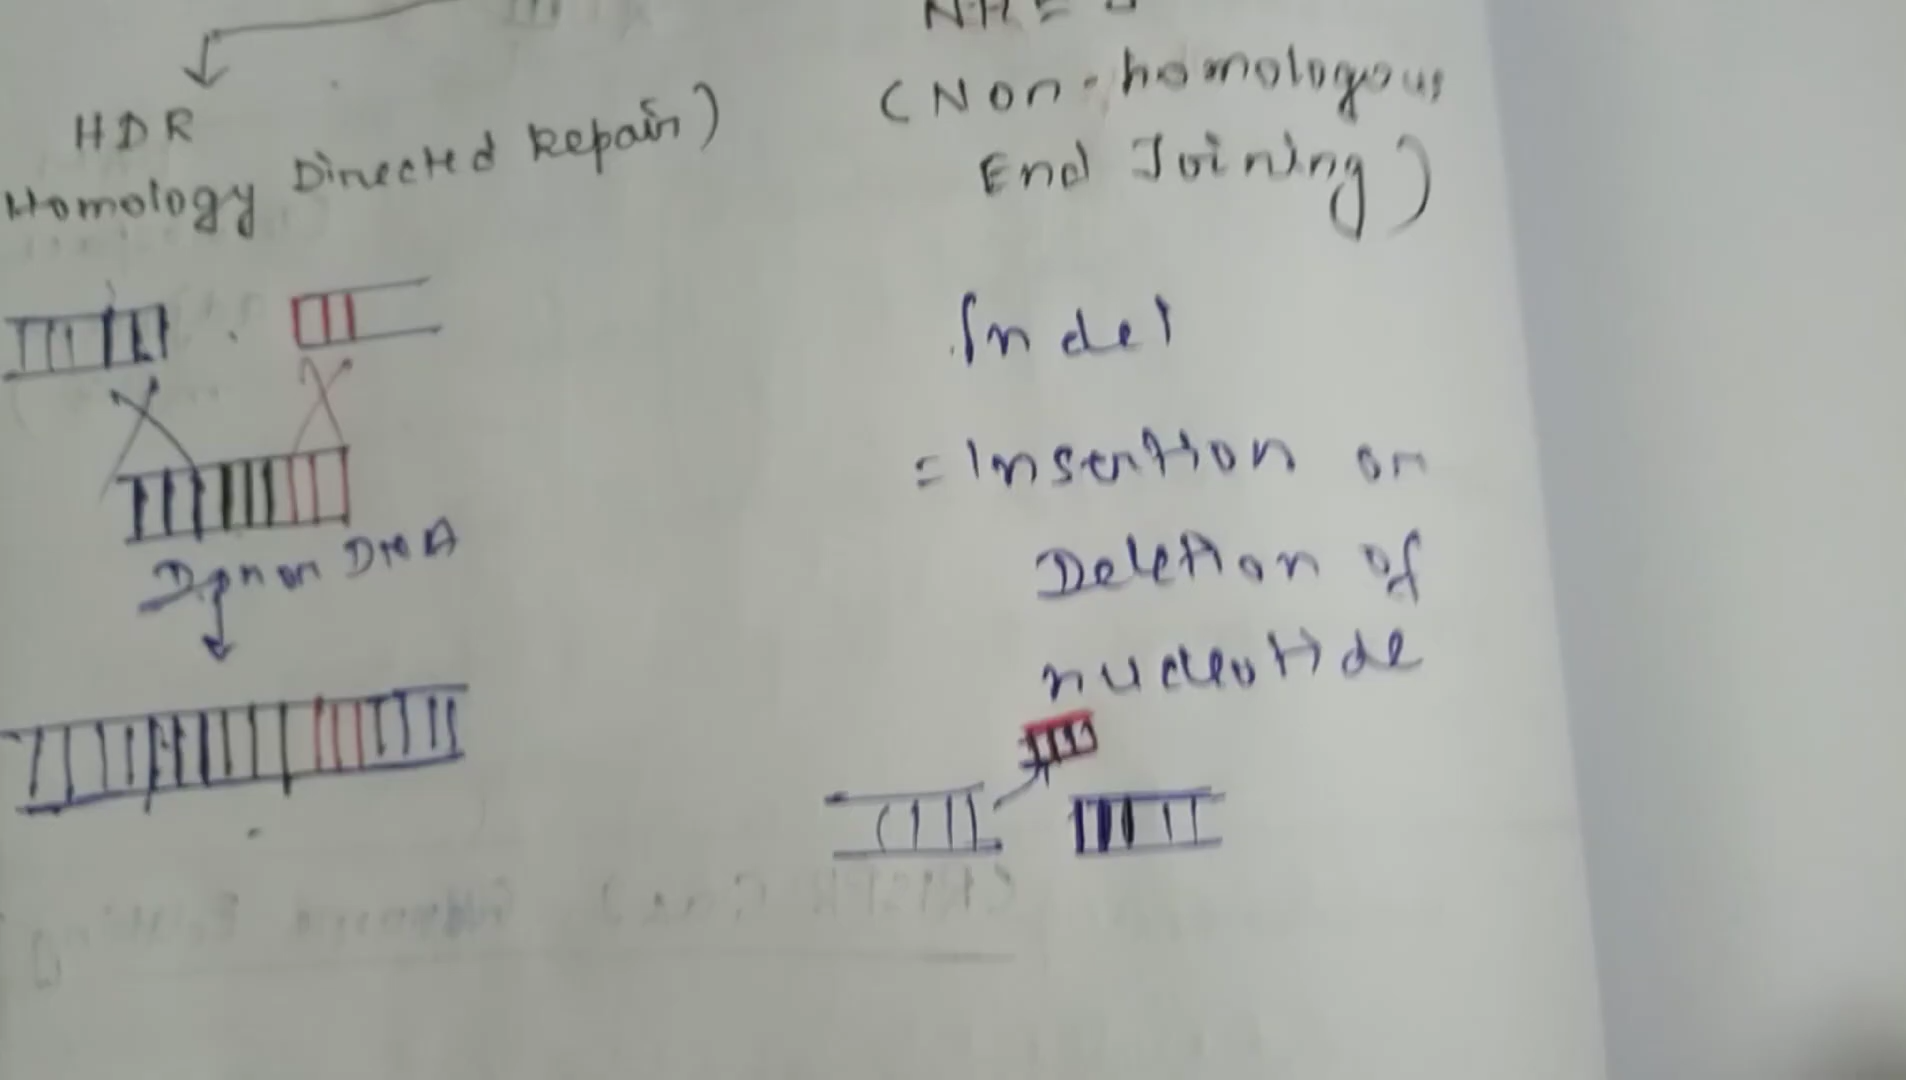 HDR
Homology Directed Repair)
(Non-homologous
End Joining)
Indel
= Insertion or
Deletion of
nucleotide
Donor DNA